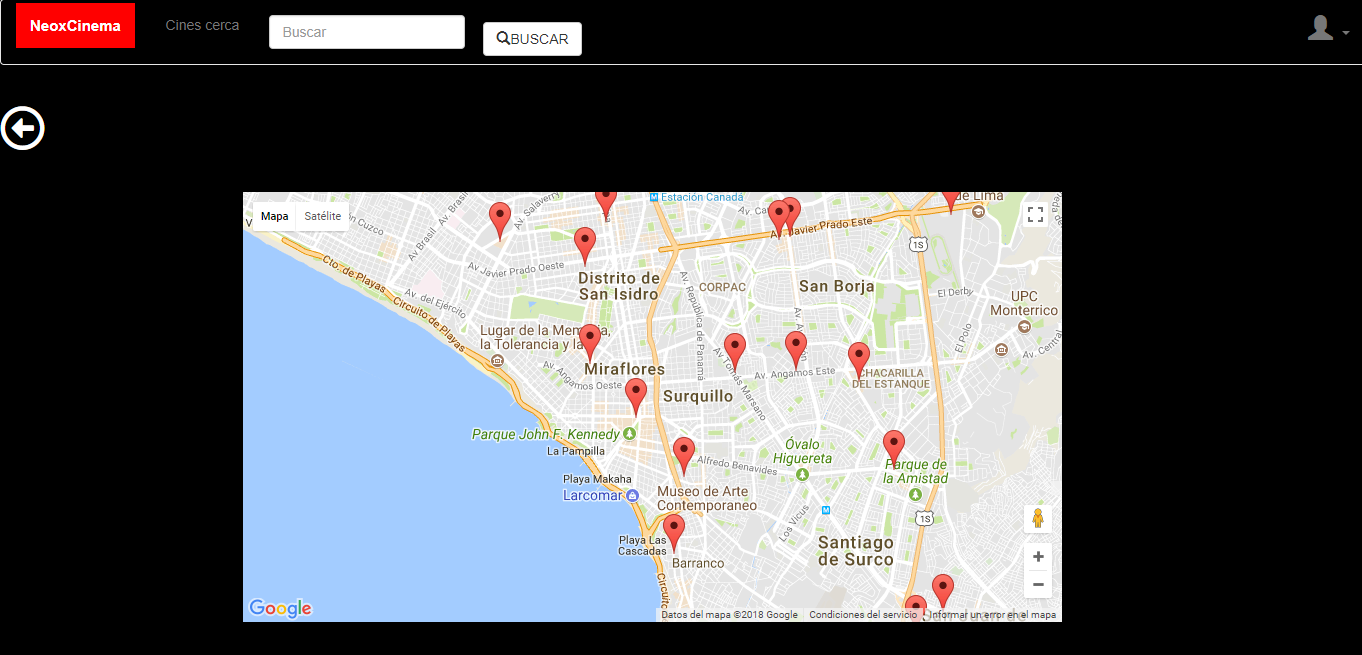 NeoxCinema
Cines cerca
Buscar
BUSCAR
Mapa
Satélite
Estación Canadá
de Lima
Cuzco
Av. Brasil
Av. Salaverry
Av. Brasil
Av. Javier Prado Este
1S
Cto. de Playas
Av. Javier Prado Oeste
Distrito de
San Isidro
CORPAC
San Borja
El Derby
UPC
Monterrico
Av. del Ejército
Circuito de Playas
Av. República de Panamá
Lugar de la
la Tolerancia y la
El Polo
Av. Central
Miraflores
Av. Angamos Oeste
Av. Tomás Marsano
Av. Angamos Este
CHACARILLA
DEL ESTANQUE
Surquillo
Parque John F. Kennedy
La Pampilla
Alfredo Benavides
Óvalo
Higuereta
Parque de
la Amistad
Playa Makaha
Larcomar
Museo de Arte
Contemporaneo
Los Vicus
1S
Playa Las
Cascadas
Barranco
Santiago
de Surco
Google
Datos del mapa ©2018 Google
Condiciones del servicio
Informar un error en el mapa